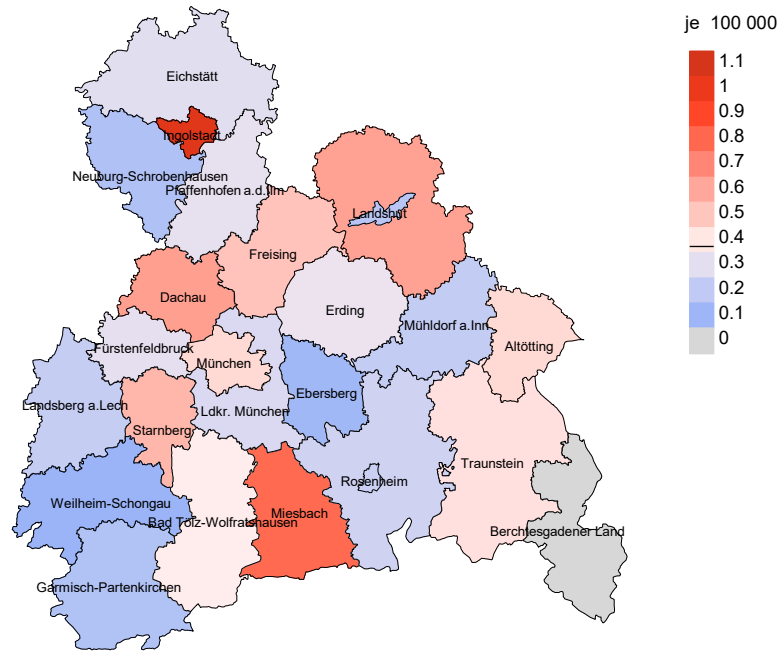 je 100 000
1.1
1
0.9
0.8
0.7
0.6
0.5
0.4
0.3
0.2
0.1
0
Eichstätt
Ingolstadt
Neuburg-Schrobenhausen
Pfaffenhofen a.d.Ilm
Landshut
Freising
Dachau
Erding
Mühldorf a.Inn
Altötting
Fürstenfeldbruck
München
Ebersberg
Landsberg a.Lech
Ldkr. München
Starnberg
Traunstein
Rosenheim
Weilheim-Schongau
Miesbach
Bad Tölz-Wolfratshausen
Berchtesgadener Land
Garmisch-Partenkirchen